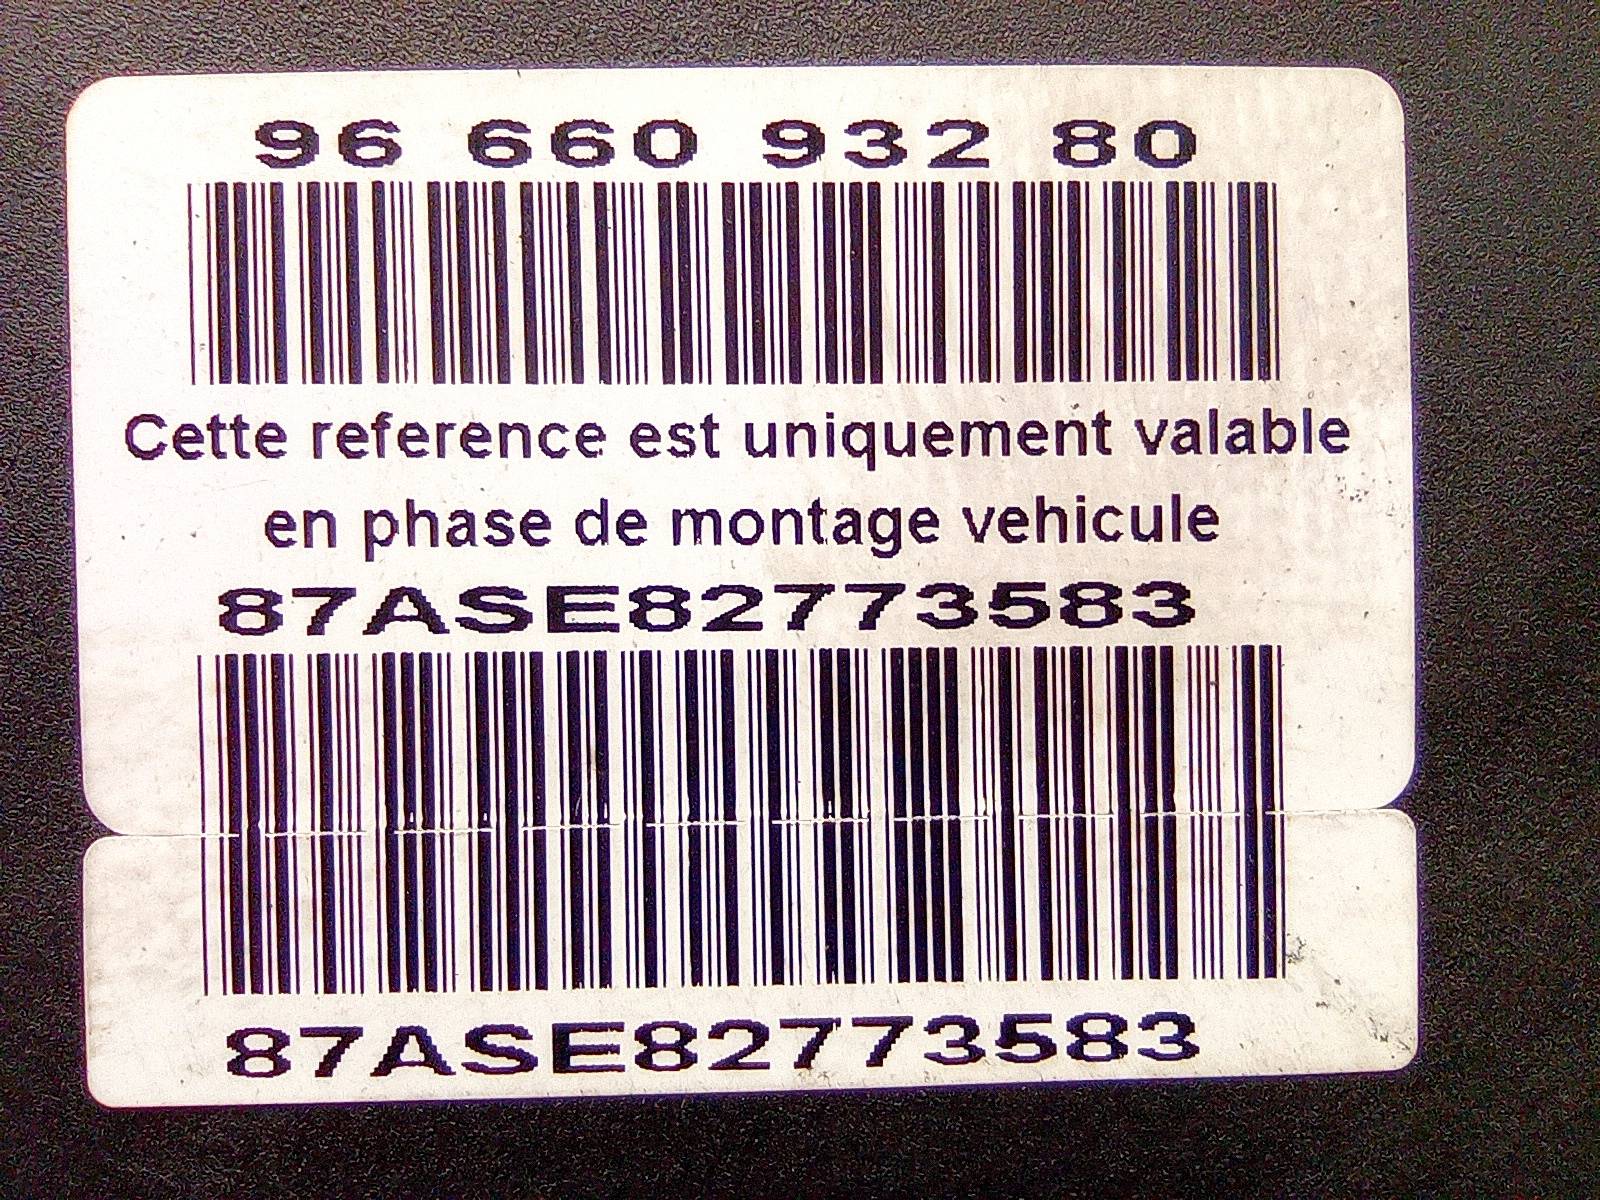 96 660 932 80
Cette reference est uniquement valable
en phase de montage vehicule
87ASE82773583
87ASE82773583